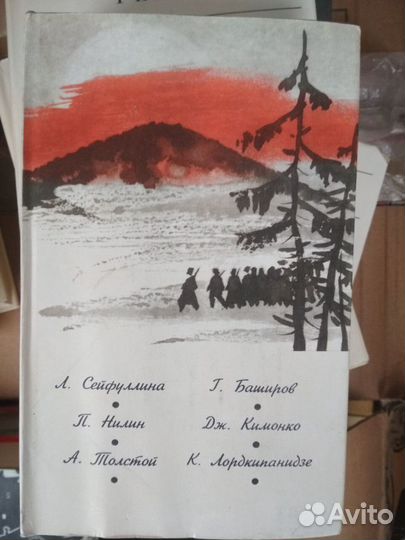 Л. Сейфуллина
Г. Баширов
П. Нилин
Дж. Кимонко
А. Толстой
К. Лордкипанидзе
Avito